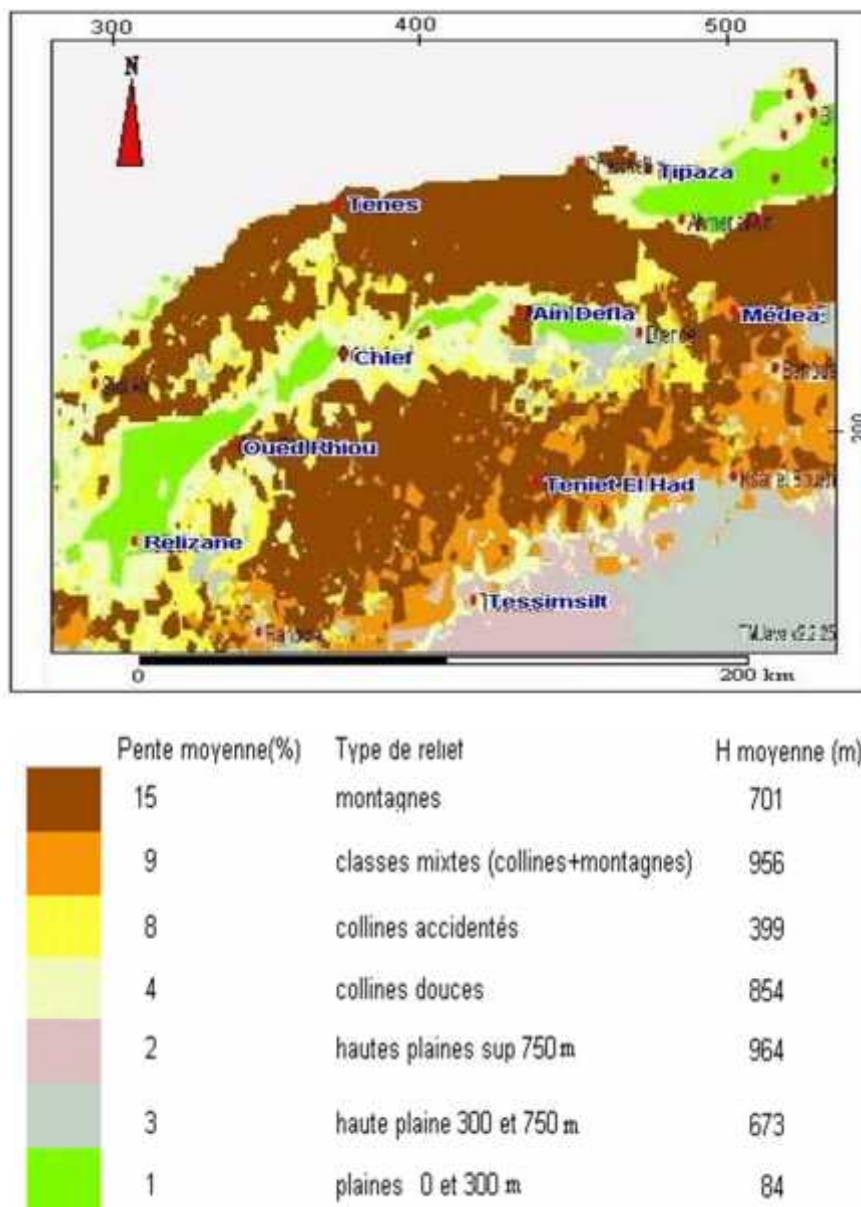 300 400 500
N
Tipaza
Tenes
Ain Defla
Médea
Chlef
200
Oued Rhiou
Teniet El Had
Relizane
Tessimsilt
0 200 km
Pente moyenne(%) Type de relief H moyenne (m)
15 montagnes 701
9 classes mixtes (collines+montagnes) 956
8 collines accidentés 399
4 collines douces 854
2 hautes plaines sup 750 m 964
3 haute plaine 300 et 750 m 673
1 plaines 0 et 300 m 84